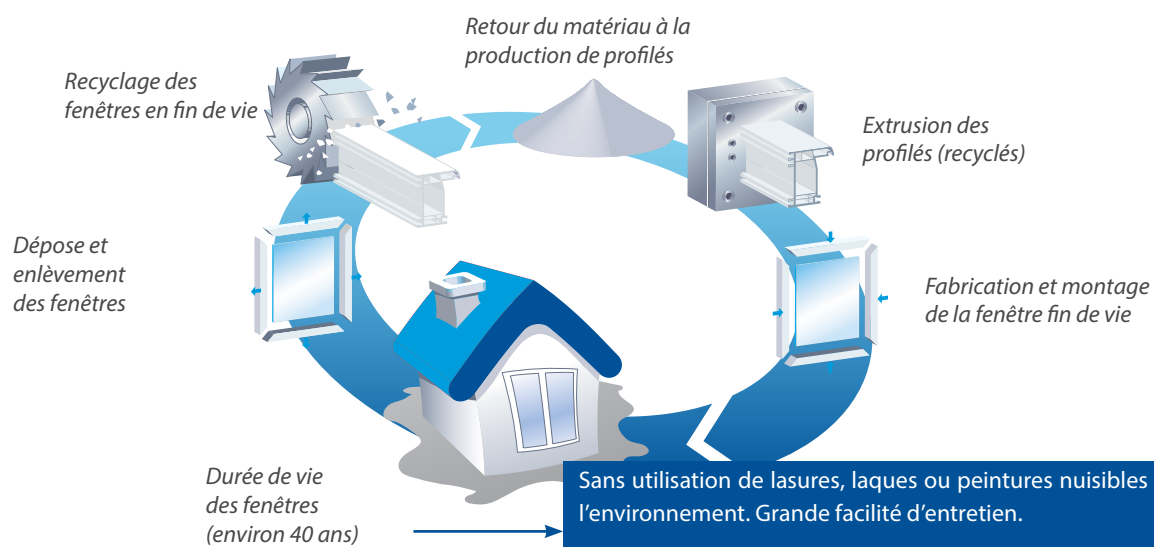 Retour du matériau à la
production de profilés
Recyclage des
fenêtres en fin de vie
Extrusion des
profilés (recyclés)
Dépose et
enlèvement
des fenêtres
Fabrication et montage
de la fenêtre fin de vie
Durée de vie
des fenêtres
(environ 40 ans)
Sans utilisation de lasures, laques ou peintures nuisibles
l’environnement. Grande facilité d’entretien.